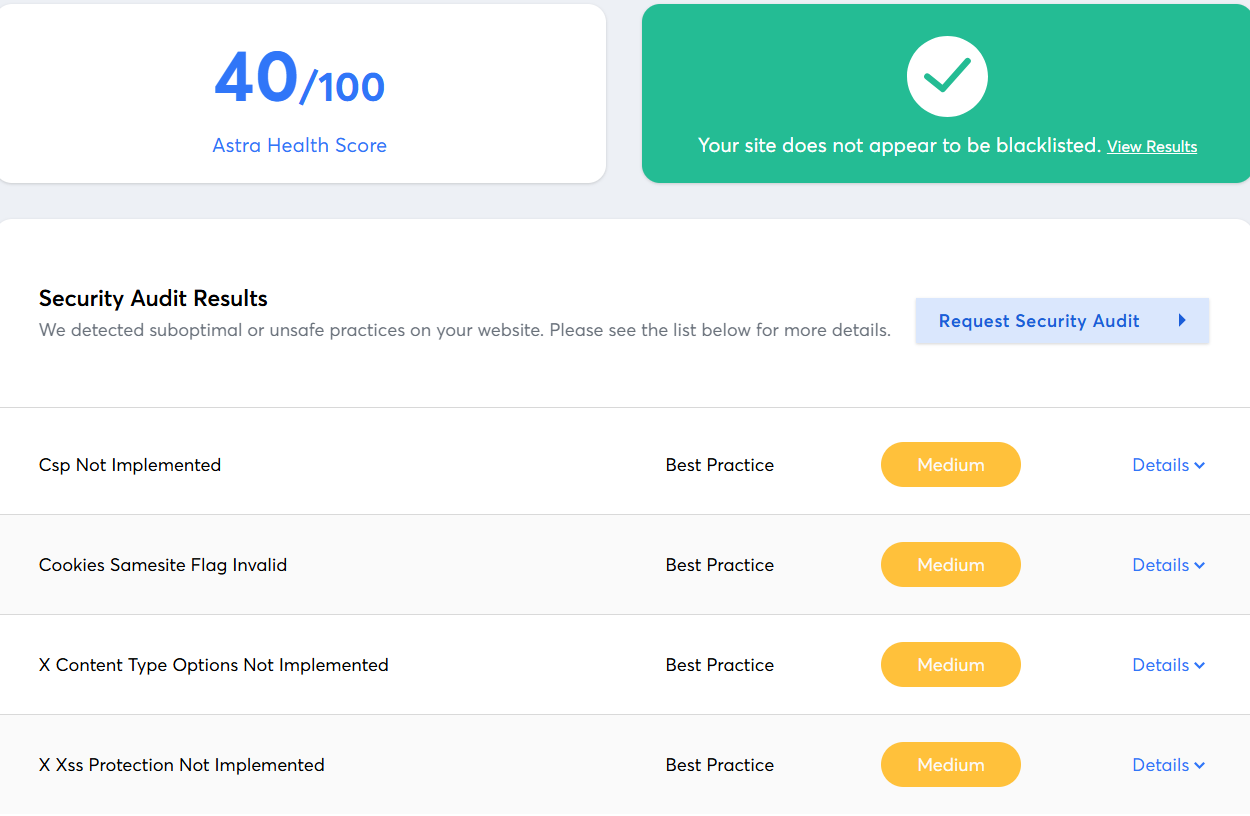 40/100
Astra Health Score
Your site does not appear to be blacklisted. View Results
Security Audit Results
We detected suboptimal or unsafe practices on your website. Please see the list below for more details.
Request Security Audit
Csp Not Implemented Best Practice Medium Details
Cookies Samesite Flag Invalid Best Practice Medium Details
X Content Type Options Not Implemented Best Practice Medium Details
X Xss Protection Not Implemented Best Practice Medium Details